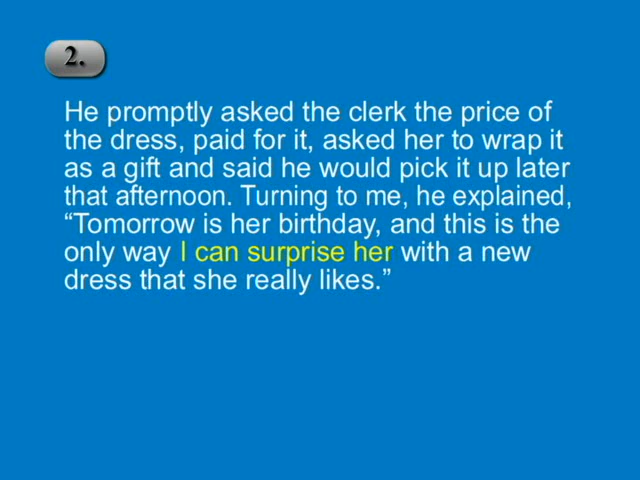 2.
He promptly asked the clerk the price of
the dress, paid for it, asked her to wrap it
as a gift and said he would pick it up later
that afternoon. Turning to me, he explained,
“Tomorrow is her birthday, and this is the
only way I can surprise her with a new
dress that she really likes.”